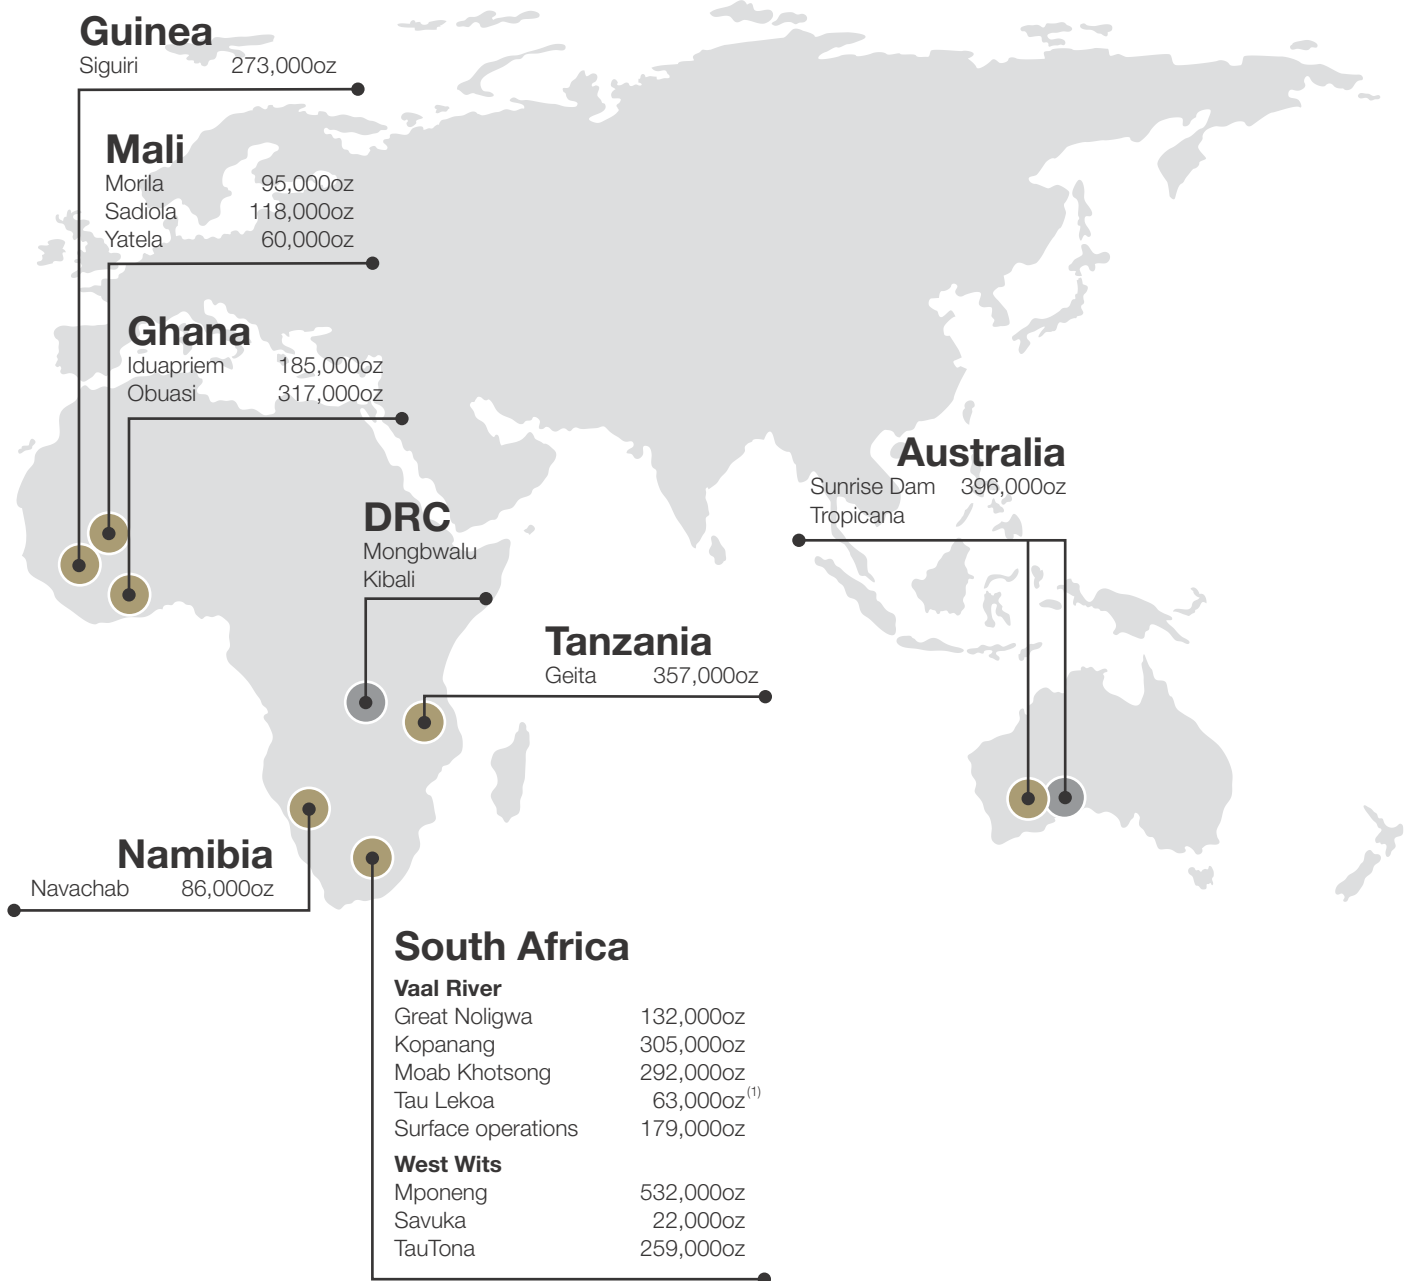 Guinea
Siguiri 273,000oz
Mali
Morila 95,000oz
Sadiola 118,000oz
Yatela 60,000oz
Ghana
Iduapriem 185,000oz
Obuasi 317,000oz
Australia
Sunrise Dam 396,000oz
Tropicana
DRC
Mongbwalu
Kibali
Tanzania
Geita 357,000oz
Namibia
Navachab 86,000oz
South Africa
Vaal River
Great Noligwa 132,000oz
Kopanang 305,000oz
Moab Khotsong 292,000oz
Tau Lekoa 63,000oz(1)
Surface operations 179,000oz
West Wits
Mponeng 532,000oz
Savuka 22,000oz
TauTona 259,000oz